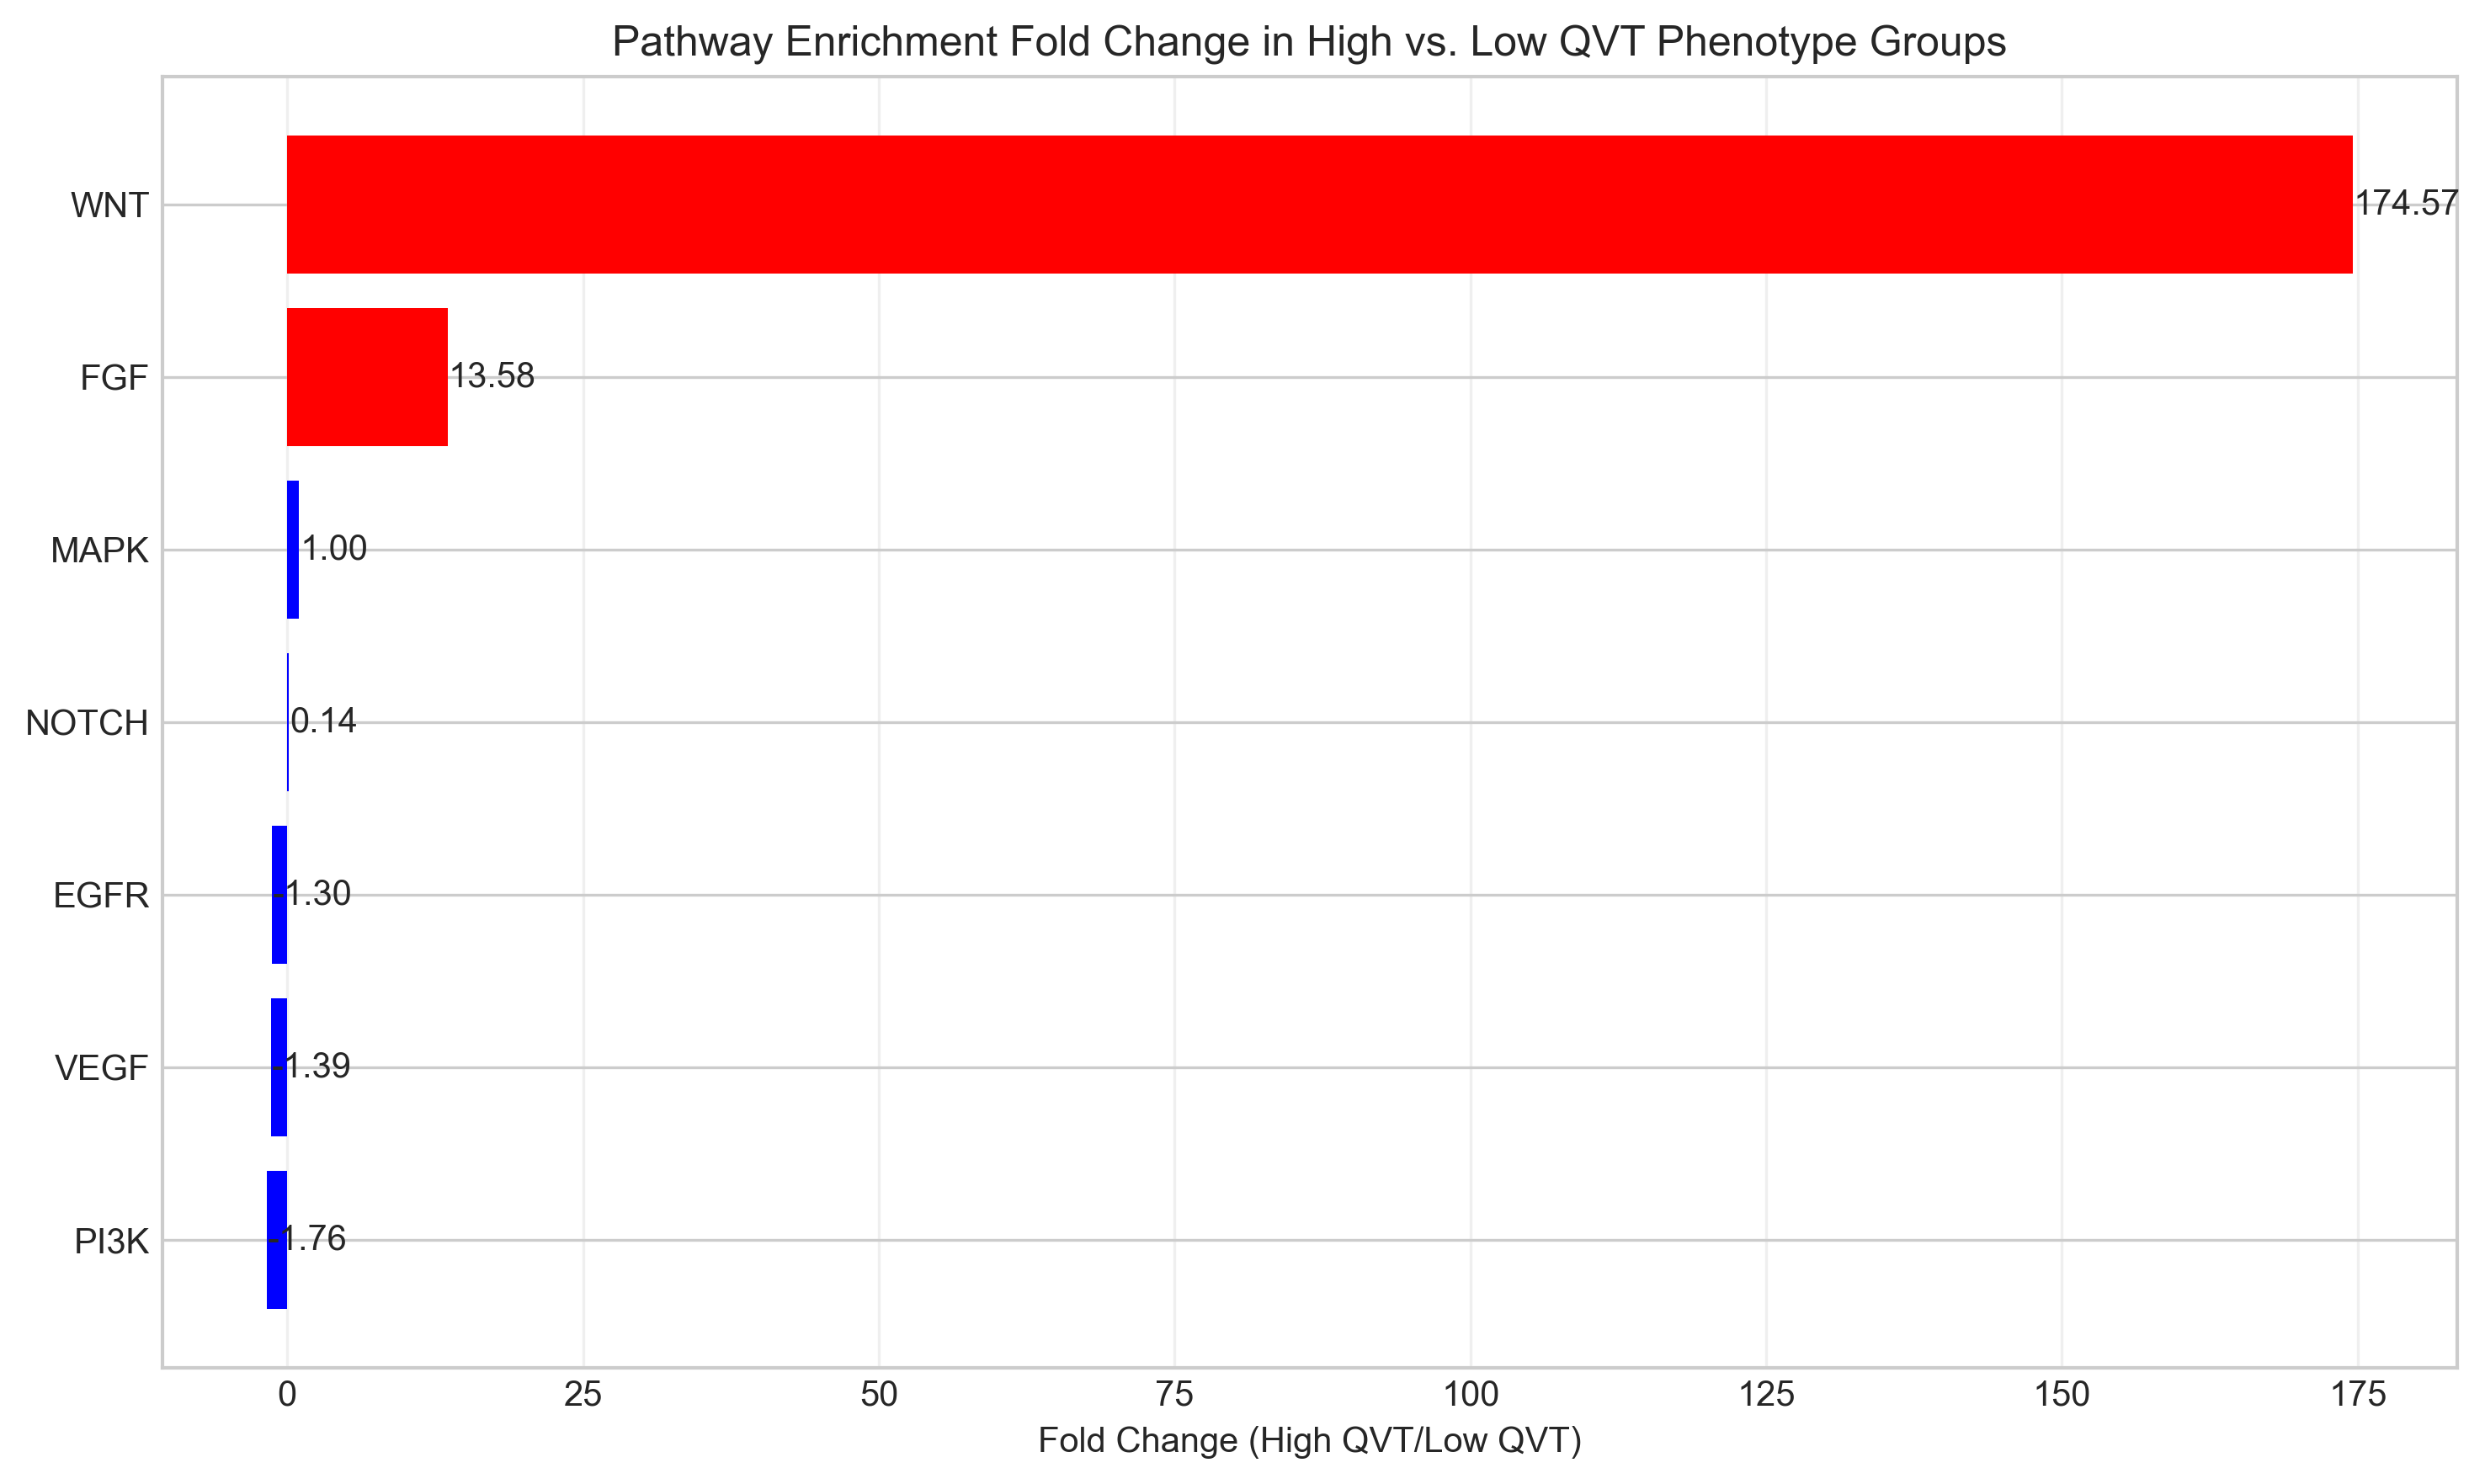 Pathway Enrichment Fold Change in High vs. Low QVT Phenotype Groups
WNT
174.57
FGF
13.58
MAPK
1.00
NOTCH
0.14
EGFR
-1.30
VEGF
-1.39
PI3K
-1.76
0 25 50 75 100 125 150 175
Fold Change (High QVT/Low QVT)